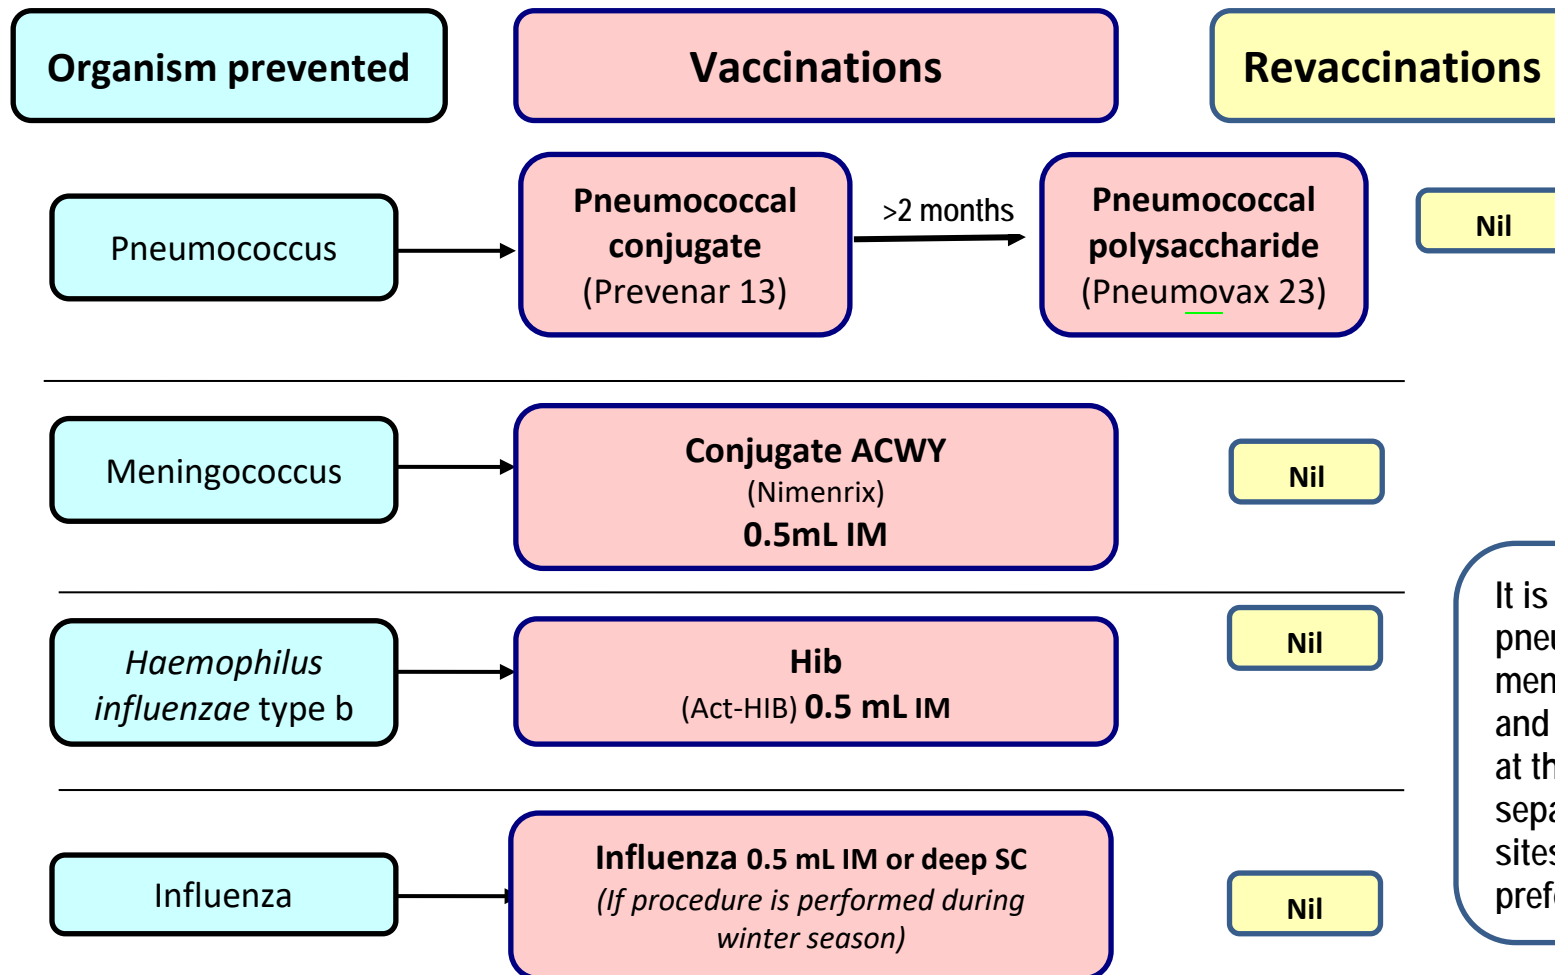 Organism prevented
Vaccinations
Revaccinations
Pneumococcus
Pneumococcal
conjugate
(Prevenar 13)
>2 months
Pneumococcal
polysaccharide
(Pneumovax 23)
Nil
Meningococcus
Conjugate ACWY
(Nimenrix)
0.5mL IM
Nil
Haemophilus
influenzae type b
Hib
(Act-HIB) 0.5 mL IM
Nil
Influenza
Influenza 0.5 mL IM or deep SC
(If procedure is performed during
winter season)
Nil
It is
and